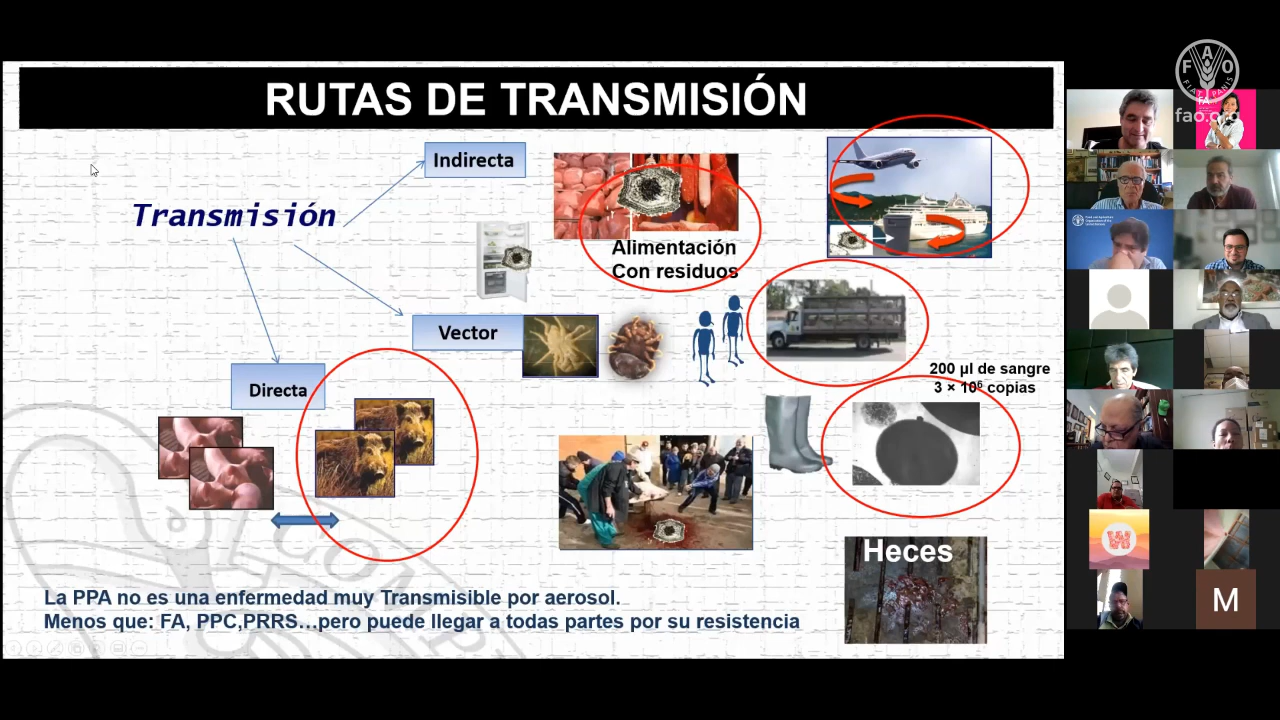 RUTAS DE TRANSMISIÓN
Transmisión
Indirecta
Alimentación
Con residuos
Vector
Directa
200 µl de sangre
3 × 10⁶ copias
Heces
La PPA no es una enfermedad muy Transmisible por aerosol.
Menos que: FA, PPC,PRRS…pero puede llegar a todas partes por su resistencia
FAO
FIAT PANIS
fao.org
W
M